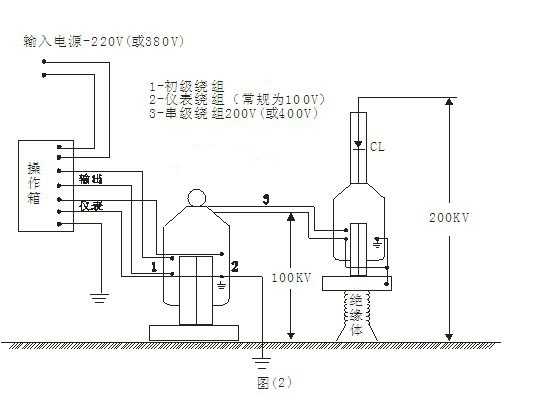 输入电源-220V(或380V)
1-初级绕组
2-仪表绕组（常规为100V)
3-串级绕组200V(或400V)
操作箱
输出
仪表
1
2
3
CL
100KV
200KV
绝缘体
图(2)